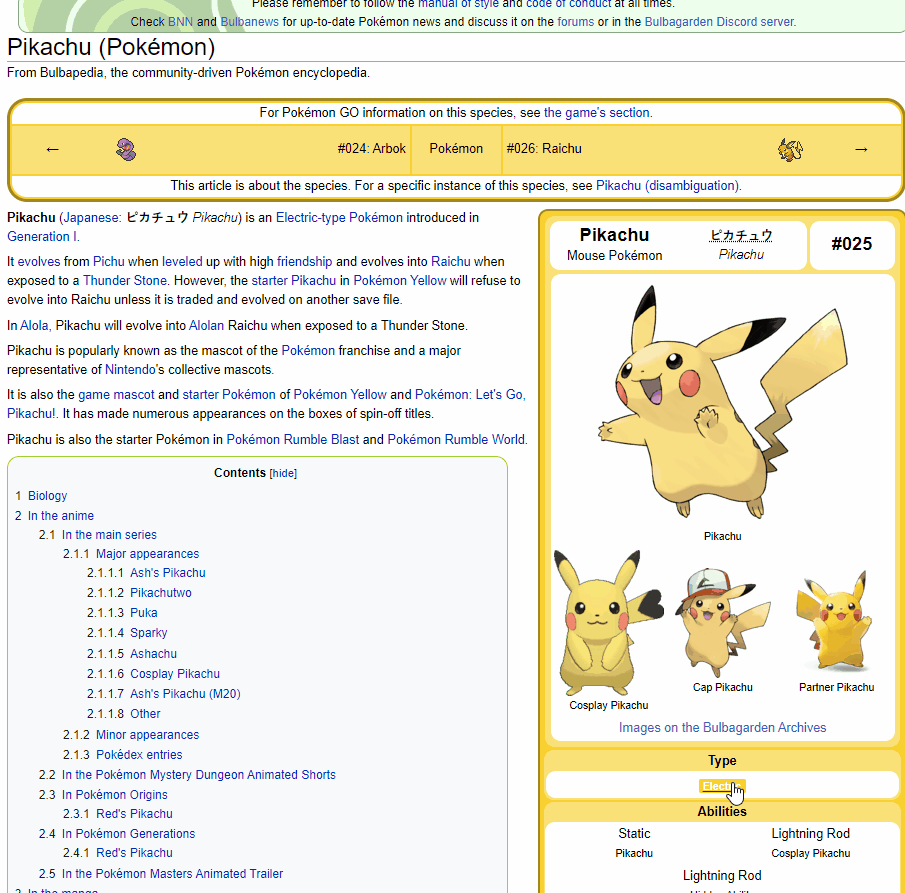 Please remember to follow the manual of style and code of conduct at all times.
Check BNN and Bulbanews for up-to-date Pokémon news and discuss it on the forums or in the Bulbagarden Discord server.
Pikachu (Pokémon)
From Bulbapedia, the community-driven Pokémon encyclopedia.
For Pokémon GO information on this species, see the game's section.
← #024: Arbok Pokémon #026: Raichu →
This article is about the species. For a specific instance of this species, see Pikachu (disambiguation).
Pikachu (Japanese: ピカチュウ Pikachu) is an Electric-type Pokémon introduced in
Generation I.
It evolves from Pichu when leveled up with high friendship and evolves into Raichu when
exposed to a Thunder Stone. However, the starter Pikachu in Pokémon Yellow will refuse to
evolve into Raichu unless it is traded and evolved on another save file.
In Alola, Pikachu will evolve into Alolan Raichu when exposed to a Thunder Stone.
Pikachu is popularly known as the mascot of the Pokémon franchise and a major
representative of Nintendo's collective mascots.
It is also the game mascot and starter Pokémon of Pokémon Yellow and Pokémon: Let's Go,
Pikachu!. It has made numerous appearances on the boxes of spin-off titles.
Pikachu is also the starter Pokémon in Pokémon Rumble Blast and Pokémon Rumble World.
Contents [hide]
1 Biology
2 In the anime
2.1 In the main series
2.1.1 Major appearances
2.1.1.1 Ash's Pikachu
2.1.1.2 Pikachutwo
2.1.1.3 Puka
2.1.1.4 Sparky
2.1.1.5 Ashachu
2.1.1.6 Cosplay Pikachu
2.1.1.7 Ash's Pikachu (M20)
2.1.1.8 Other
2.1.2 Minor appearances
2.1.3 Pokédex entries
2.2 In the Pokémon Mystery Dungeon Animated Shorts
2.3 In Pokémon Origins
2.3.1 Red's Pikachu
2.4 In Pokémon Generations
2.4.1 Red's Pikachu
2.5 In the Pokémon Masters Animated Trailer
3 In the manga
Pikachu ピカチュウ #025
Mouse Pokémon Pikachu
Pikachu
Cosplay Pikachu
Cap Pikachu
Partner Pikachu
Images on the Bulbagarden Archives
Type
Abilities
Static Lightning Rod
Pikachu Cosplay Pikachu
Lightning Rod